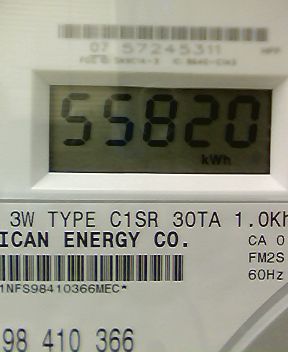 07 57245311
55820
kWh
3W TYPE C1SR 30TA 1.0Kh
ICAN ENERGY CO.
CA 0
FM2S
60Hz
1NFS98410366MEC*
98 410 366